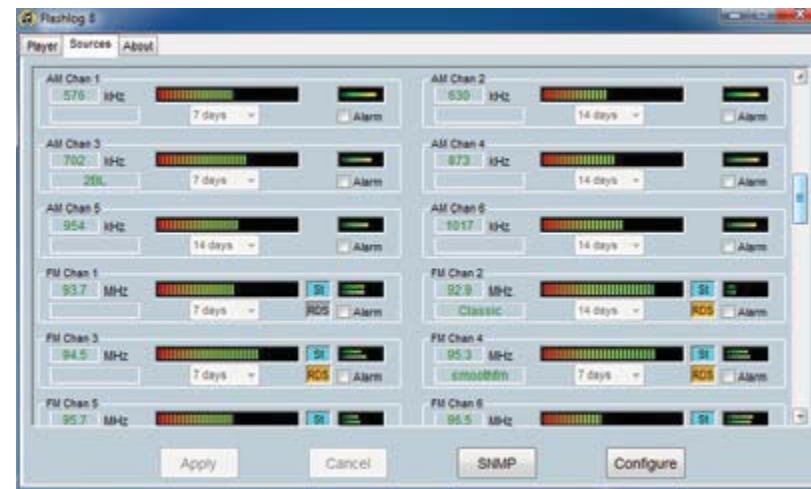 Flashlog 8
Player Sources About
AM Chan 1 AM Chan 2
576 kHz 630 kHz
7 days Alarm 14 days Alarm
AM Chan 3 AM Chan 4
702 kHz 873 kHz
2BL 7 days Alarm 14 days Alarm
AM Chan 5 AM Chan 6
954 kHz 1017 kHz
14 days Alarm 14 days Alarm
FM Chan 1 FM Chan 2
93.7 MHz St 92.9 MHz St
7 days RDS Alarm Classic 14 days RDS Alarm
FM Chan 3 FM Chan 4
94.5 MHz St 95.3 MHz St
7 days RDS Alarm smoothfm 7 days RDS Alarm
FM Chan 5 FM Chan 6
95.7 MHz St 96.5 MHz St
Apply Cancel SNMP Configure